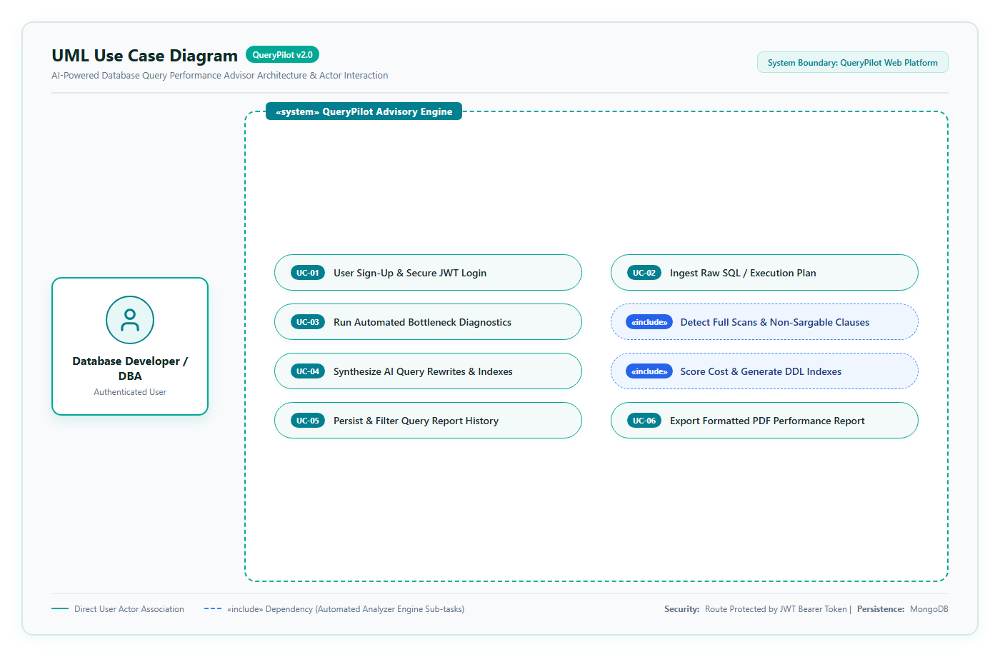 UML Use Case Diagram
QueryPilot v2.0
AI-Powered Database Query Performance Advisor Architecture & Actor Interaction
System Boundary: QueryPilot Web Platform
«system» QueryPilot Advisory Engine
Database Developer /
DBA
Authenticated User
UC-01 User Sign-Up & Secure JWT Login
UC-02 Ingest Raw SQL / Execution Plan
UC-03 Run Automated Bottleneck Diagnostics
«include» Detect Full Scans & Non-Sargable Clauses
UC-04 Synthesize AI Query Rewrites & Indexes
«include» Score Cost & Generate DDL Indexes
UC-05 Persist & Filter Query Report History
UC-06 Export Formatted PDF Performance Report
Direct User Actor Association
«include» Dependency (Automated Analyzer Engine Sub-tasks)
Security: Route Protected by JWT Bearer Token | Persistence: MongoDB